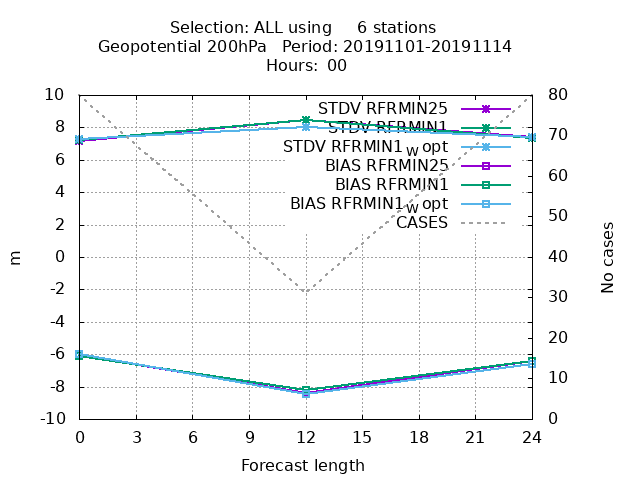 Selection: ALL using 6 stations
Geopotential 200hPa Period: 20191101-20191114
Hours: 00
10
8
6
4
2
0
-2
-4
-6
-8
-10
m
STDV RFRMIN25
STDV RFRMIN1
STDV RFRMIN1_W opt
BIAS RFRMIN25
BIAS RFRMIN1
BIAS RFRMIN1_W opt
CASES
80
70
60
50
40
30
20
10
0
No cases
0 3 6 9 12 15 18 21 24
Forecast length